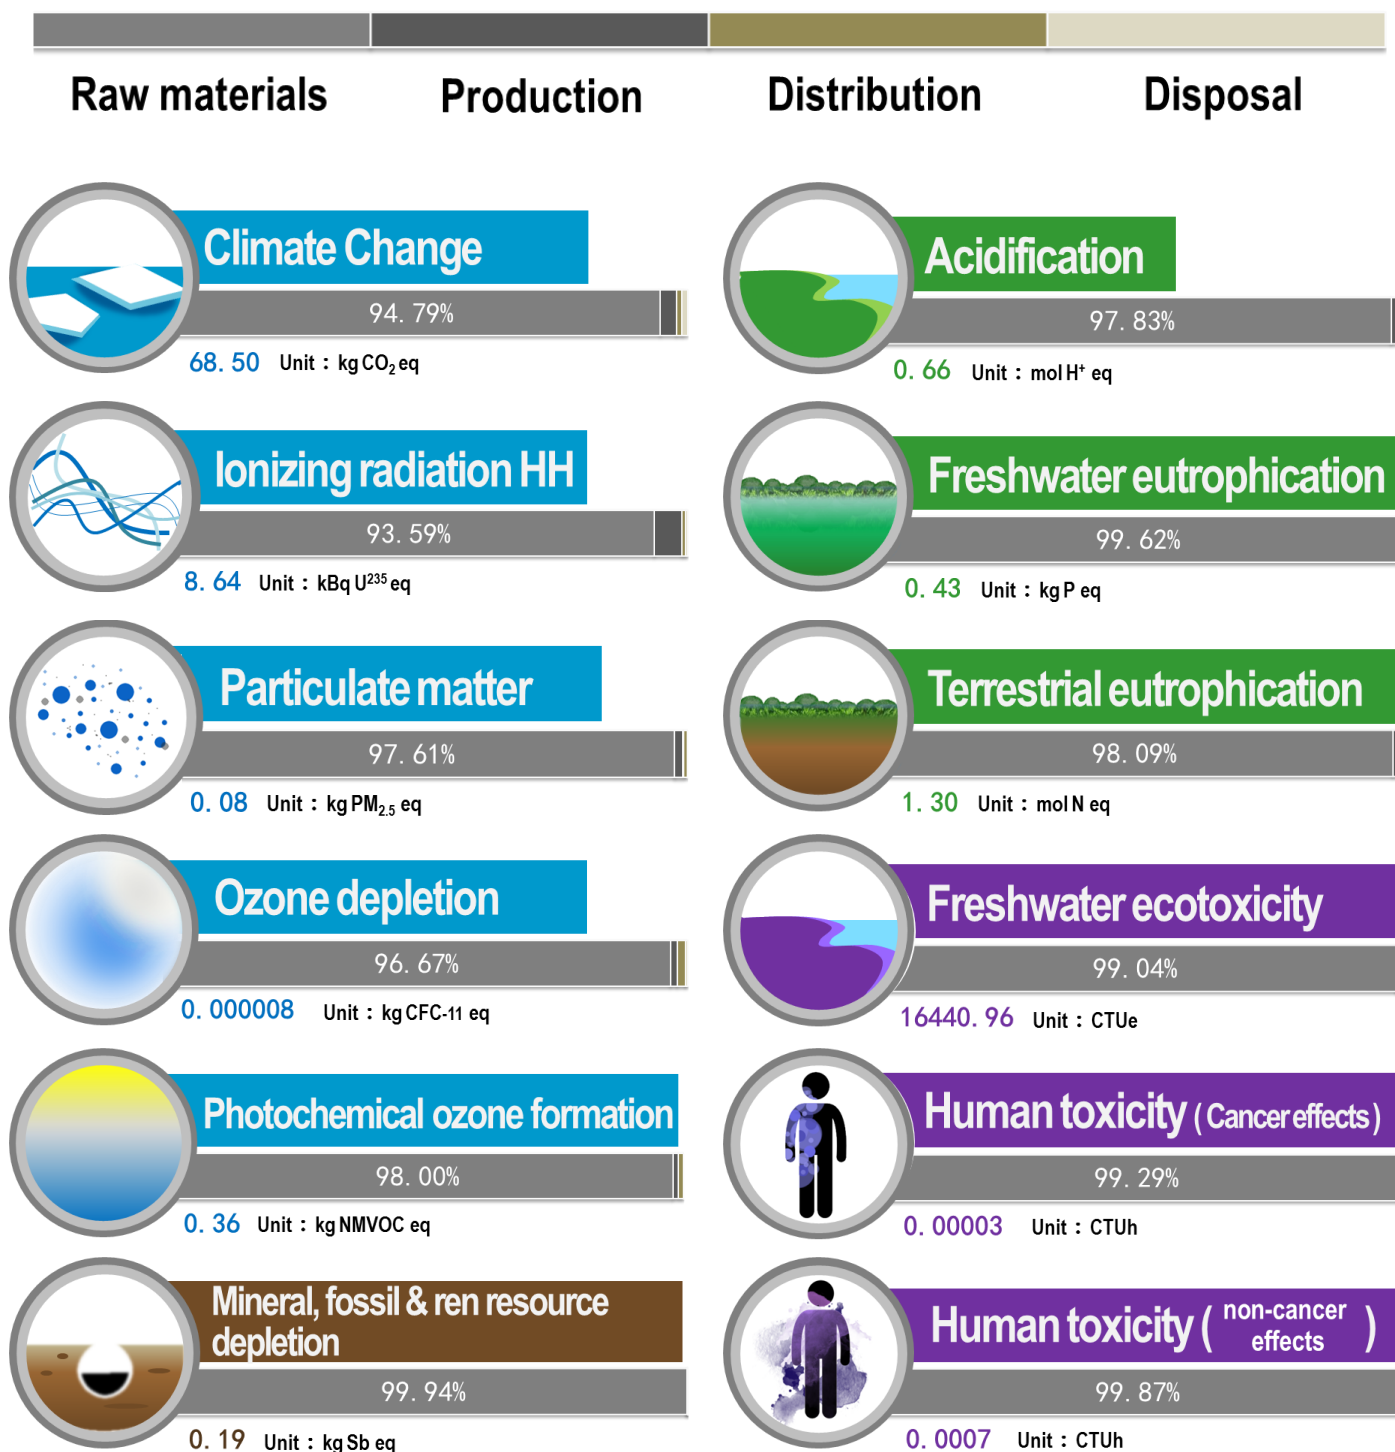 Raw materials
Production
Distribution
Disposal
Climate Change
94.79%
68.50 Unit : kg CO₂ eq
Acidification
97.83%
0.66 Unit : mol H⁺ eq
Ionizing radiation HH
93.59%
8.64 Unit : kBq U²³⁵ eq
Freshwater eutrophication
99.62%
0.43 Unit : kg P eq
Particulate matter
97.61%
0.08 Unit : kg PM₂.₅ eq
Terrestrial eutrophication
98.09%
1.30 Unit : mol N eq
Ozone depletion
96.67%
0.000008 Unit : kg CFC-11 eq
Freshwater ecotoxicity
99.04%
16440.96 Unit : CTUe
Photochemical ozone formation
98.00%
0.36 Unit : kg NMVOC eq
Human toxicity ( Cancer effects )
99.29%
0.00003 Unit : CTUh
Mineral, fossil & ren resource
depletion
99.94%
0.19 Unit : kg Sb eq
Human toxicity ( non-cancer
effects )
99.87%
0.0007 Unit : CTUh